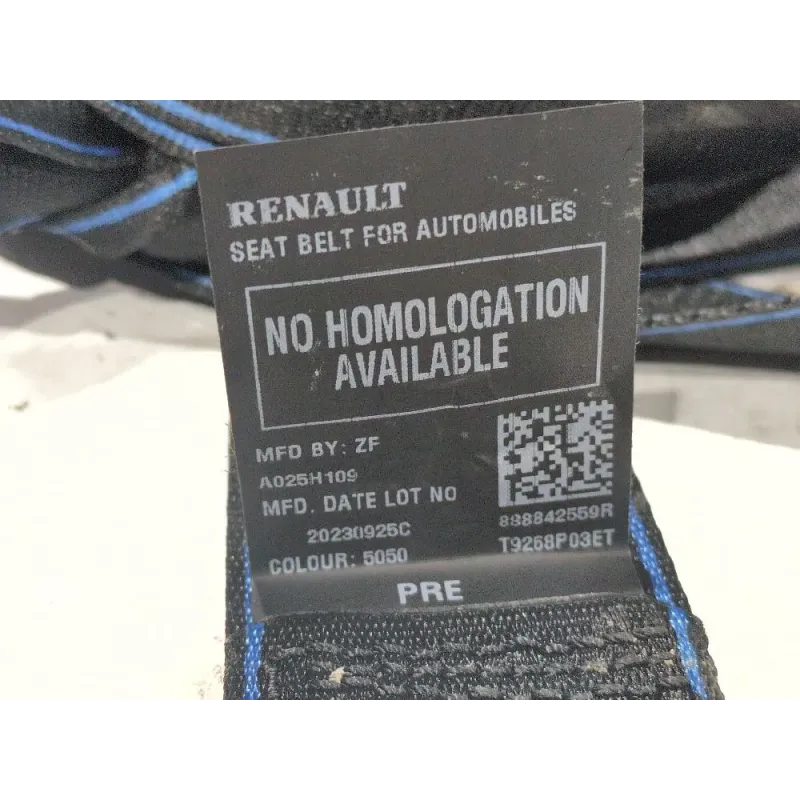 RENAULT
SEAT BELT FOR AUTOMOBILES
NO HOMOLOGATION
AVAILABLE
MFD BY: ZF
A025H109
MFD. DATE LOT NO
20230925C
888842559R
COLOUR: 5050
T9268P03ET
PRE